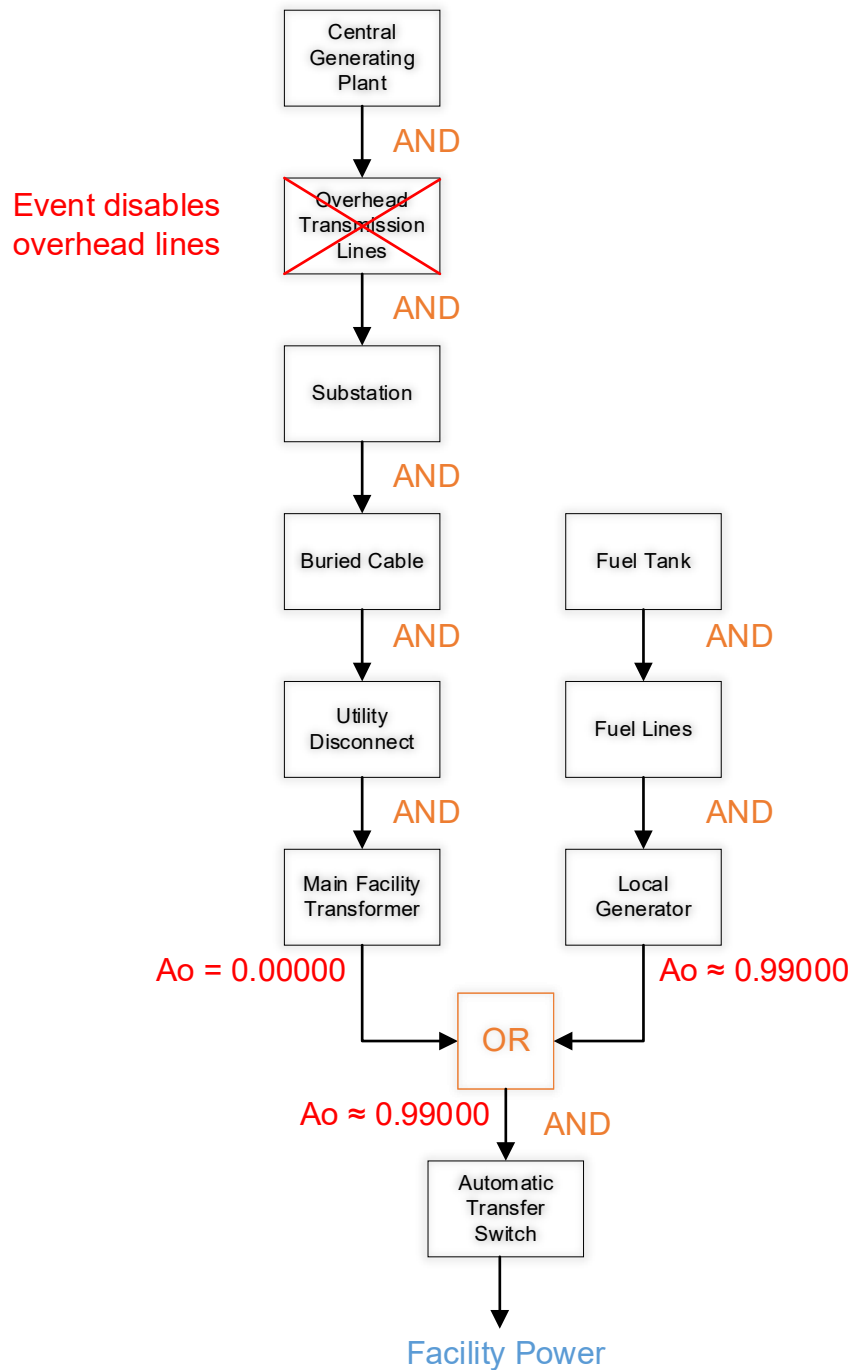 Central
Generating
Plant
AND
Event disables
overhead lines
Overhead
Transmission
Lines
AND
Substation
AND
Buried Cable
Fuel Tank
AND
AND
Utility
Disconnect
Fuel Lines
AND
AND
Main Facility
Transformer
Local
Generator
Ao = 0.00000
Ao ≈ 0.99000
OR
Ao ≈ 0.99000
AND
Automatic
Transfer
Switch
Facility Power